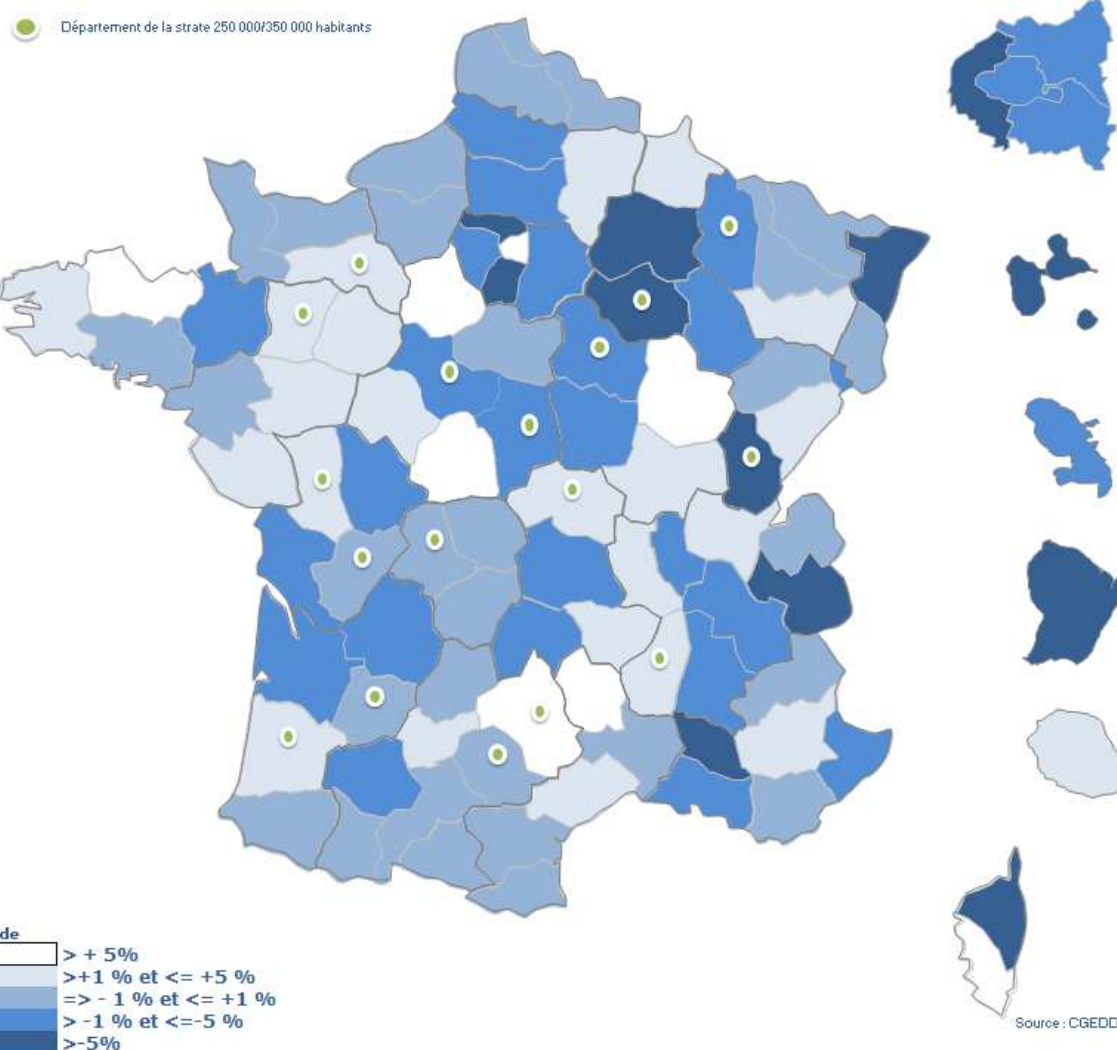 Département de la strate 250 000/350 000 habitants
de
> + 5%
>+1 % et <= +5 %
=> - 1 % et <= +1 %
> -1 % et <=-5 %
>-5%
Source : CGEDD